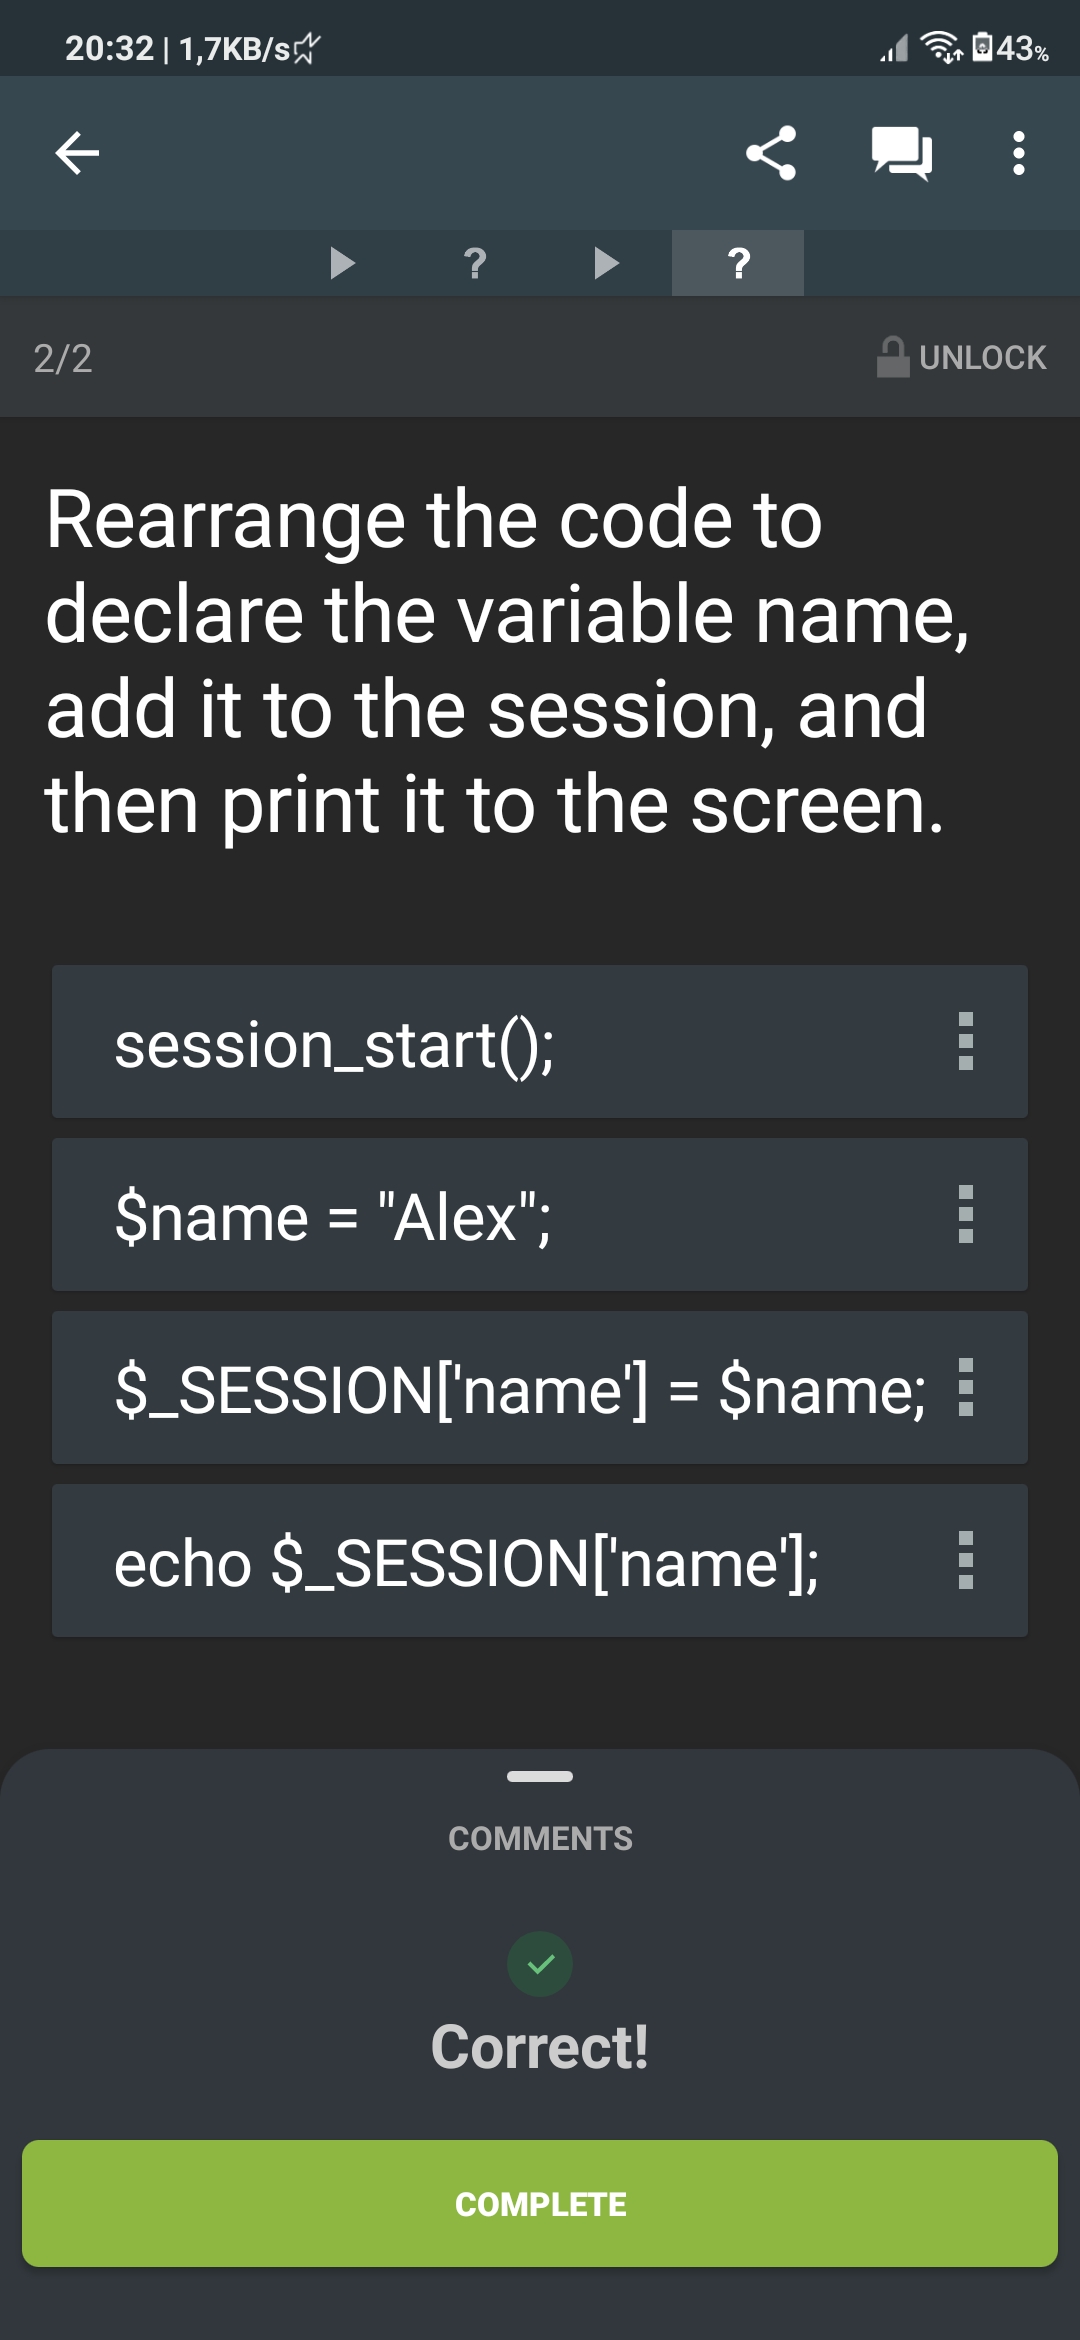 20:32 | 1,7KB/s 43%
? ?
2/2 UNLOCK
Rearrange the code to
declare the variable name,
add it to the session, and
then print it to the screen.
session_start();
$name = "Alex";
$_SESSION['name'] = $name;
echo $_SESSION['name'];
COMMENTS
Correct!
COMPLETE